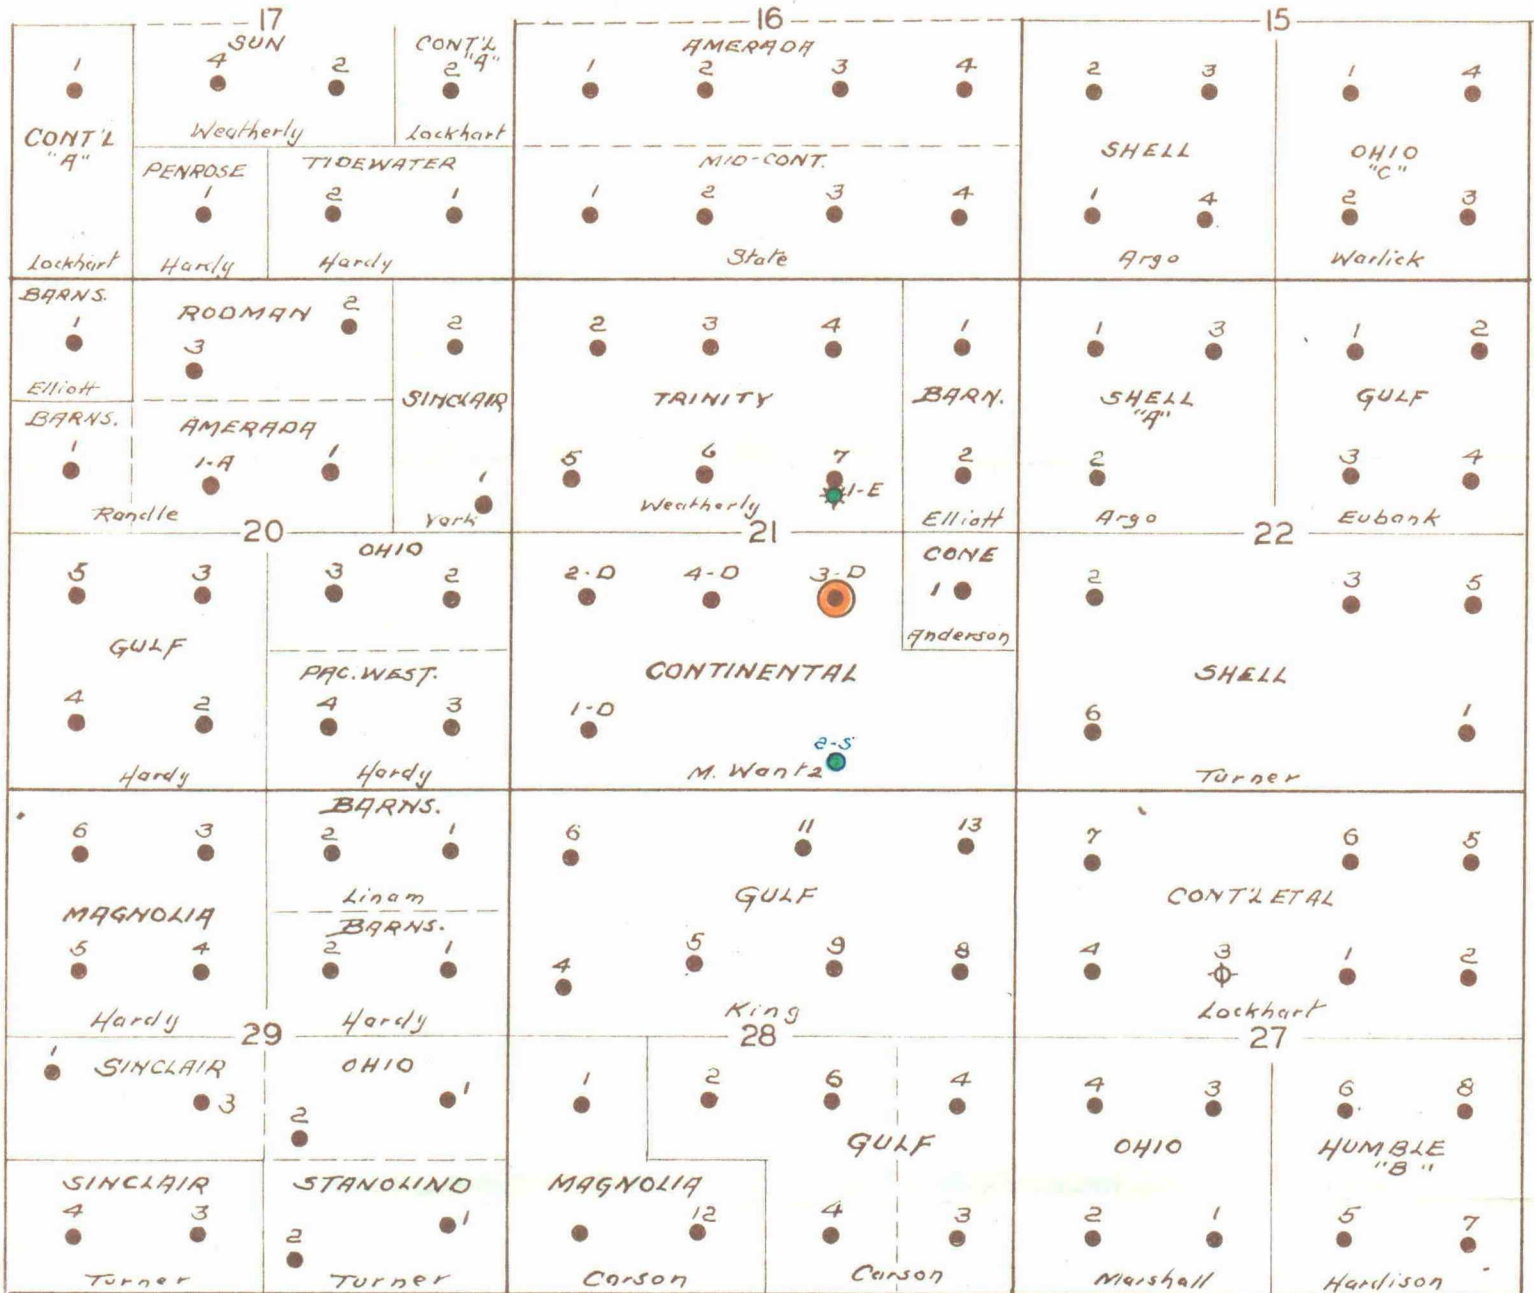 17 16 15
SUN
CONT'L
"A"
AMERADA
1 4 2 2 1 2 3 4 2 3 1 4
Weatherly
Lockhart
CONT'L
"A"
PENROSE TIDEWATER MID-CONT. SHELL OHIO
"C"
1 2 1 1 2 3 4 1 4 2 3
Lockhart Hardy Hardy State Argo Warlick
BARNS. RODMAN
1 3 2 2 2 3 4 1 1 3 1 2
Elliott
SINCLAIR TRINITY BARN. SHELL
"A"
GULF
BARNS. AMERADA
1 1-A 1 1 5 6 7 1-E 2 2 3 4
Randle York Weatherly Elliott Argo Eubank
20 21 22
OHIO CONE
5 3 3 2 2-D 4-D 3-D 1 2 3 5
Anderson
GULF PAC. WEST. CONTINENTAL SHELL
4 2 4 3 1-D 2-S 6 1
Hardy Hardy M. Wantz Turner
BARNS.
6 3 2 1 6 11 13 7 6 5
Linam
MAGNOLIA BARNS. GULF CONT'LETAL
5 4 2 1 4 5 9 8 4 3 1 2
Hardy Hardy King Lockhart
29 28 27
SINCLAIR OHIO
1 3 2 1 1 2 6 4 4 3 6 8
GULF OHIO HUMBLE
"B"
SINCLAIR STANOLIND MAGNOLIA
4 3 2 1 12 4 3 2 1 5 7
Turner Turner Carson Carson Marshall Hardison